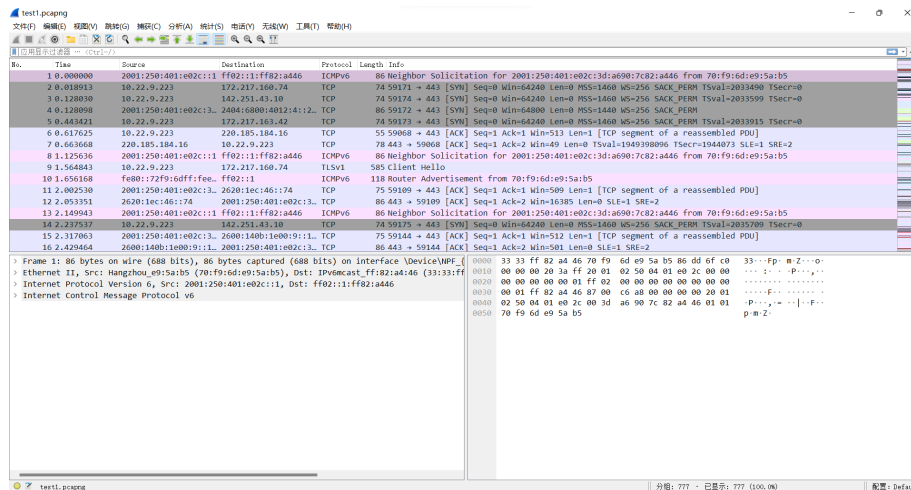 test1.pcapng
文件(F) 编辑(E) 视图(V) 跳转(G) 捕获(C) 分析(A) 统计(S) 电话(Y) 无线(W) 工具(T) 帮助(H)
应用显示过滤器 … <Ctrl-/>
No. Time Source Destination Protocol Length Info
1 0.000000 2001:250:401:e02c::1 ff02::1:ff82:a446 ICMPv6 86 Neighbor Solicitation for 2001:250:401:e02c:3d:a690:7c82:a446 from 70:f9:6d:e9:5a:b5
2 0.018913 10.22.9.223 172.217.160.74 TCP 74 59171 → 443 [SYN] Seq=0 Win=64240 Len=0 MSS=1460 WS=256 SACK_PERM TSval=2033490 TSecr=0
3 0.128030 10.22.9.223 142.251.43.10 TCP 74 59174 → 443 [SYN] Seq=0 Win=64240 Len=0 MSS=1460 WS=256 SACK_PERM TSval=2033599 TSecr=0
4 0.128098 2001:250:401:e02c:3… 2404:6800:4012:4::2… TCP 86 59172 → 443 [SYN] Seq=0 Win=64800 Len=0 MSS=1440 WS=256 SACK_PERM
5 0.443421 10.22.9.223 172.217.163.42 TCP 74 59173 → 443 [SYN] Seq=0 Win=64240 Len=0 MSS=1460 WS=256 SACK_PERM TSval=2033915 TSecr=0
6 0.617625 10.22.9.223 220.185.184.16 TCP 55 59068 → 443 [ACK] Seq=1 Ack=1 Win=513 Len=1 [TCP segment of a reassembled PDU]
7 0.663668 220.185.184.16 10.22.9.223 TCP 78 443 → 59068 [ACK] Seq=1 Ack=2 Win=49 Len=0 TSval=1949398096 TSecr=1944073 SLE=1 SRE=2
8 1.125636 2001:250:401:e02c::1 ff02::1:ff82:a446 ICMPv6 86 Neighbor Solicitation for 2001:250:401:e02c:3d:a690:7c82:a446 from 70:f9:6d:e9:5a:b5
9 1.564843 10.22.9.223 172.217.160.74 TLSv1 585 Client Hello
10 1.656168 fe80::72f9:6dff:fee… ff02::1 ICMPv6 118 Router Advertisement from 70:f9:6d:e9:5a:b5
11 2.002530 2001:250:401:e02c:3… 2620:1ec:46::74 TCP 75 59109 → 443 [ACK] Seq=1 Ack=1 Win=509 Len=1 [TCP segment of a reassembled PDU]
12 2.053351 2620:1ec:46::74 2001:250:401:e02c:3… TCP 86 443 → 59109 [ACK] Seq=1 Ack=2 Win=16385 Len=0 SLE=1 SRE=2
13 2.149943 2001:250:401:e02c::1 ff02::1:ff82:a446 ICMPv6 86 Neighbor Solicitation for 2001:250:401:e02c:3d:a690:7c82:a446 from 70:f9:6d:e9:5a:b5
14 2.237537 10.22.9.223 142.251.43.10 TCP 74 59175 → 443 [SYN] Seq=0 Win=64240 Len=0 MSS=1460 WS=256 SACK_PERM TSval=2035709 TSecr=0
15 2.317063 2001:250:401:e02c:3… 2600:140b:1e00:9::1… TCP 75 59144 → 443 [ACK] Seq=1 Ack=1 Win=512 Len=1 [TCP segment of a reassembled PDU]
16 2.429464 2600:140b:1e00:9::1… 2001:250:401:e02c:3… TCP 86 443 → 59144 [ACK] Seq=1 Ack=2 Win=501 Len=0 SLE=1 SRE=2
> Frame 1: 86 bytes on wire (688 bits), 86 bytes captured (688 bits) on interface \Device\NPF_{
> Ethernet II, Src: Hangzhou_e9:5a:b5 (70:f9:6d:e9:5a:b5), Dst: IPv6mcast_ff:82:a4:46 (33:33:ff
> Internet Protocol Version 6, Src: 2001:250:401:e02c::1, Dst: ff02::1:ff82:a446
> Internet Control Message Protocol v6
0000 33 33 ff 82 a4 46 70 f9 6d e9 5a b5 86 dd 6f c0 33···Fp· m·Z···o·
0010 00 00 00 20 3a ff 20 01 02 50 04 01 e0 2c 00 00 ··· :· · ·P···,··
0020 00 00 00 00 00 01 ff 02 00 00 00 00 00 00 00 00 ········ ········
0030 00 01 ff 82 a4 46 87 00 c6 a8 00 00 00 00 20 01 ·····F·· ······ ·
0040 02 50 04 01 e0 2c 00 3d a6 90 7c 82 a4 46 01 01 ·P···,·= ··|··F··
0050 70 f9 6d e9 5a b5 p·m·Z·
test1.pcapng
分组: 777 · 已显示: 777 (100.0%)
配置: Defau